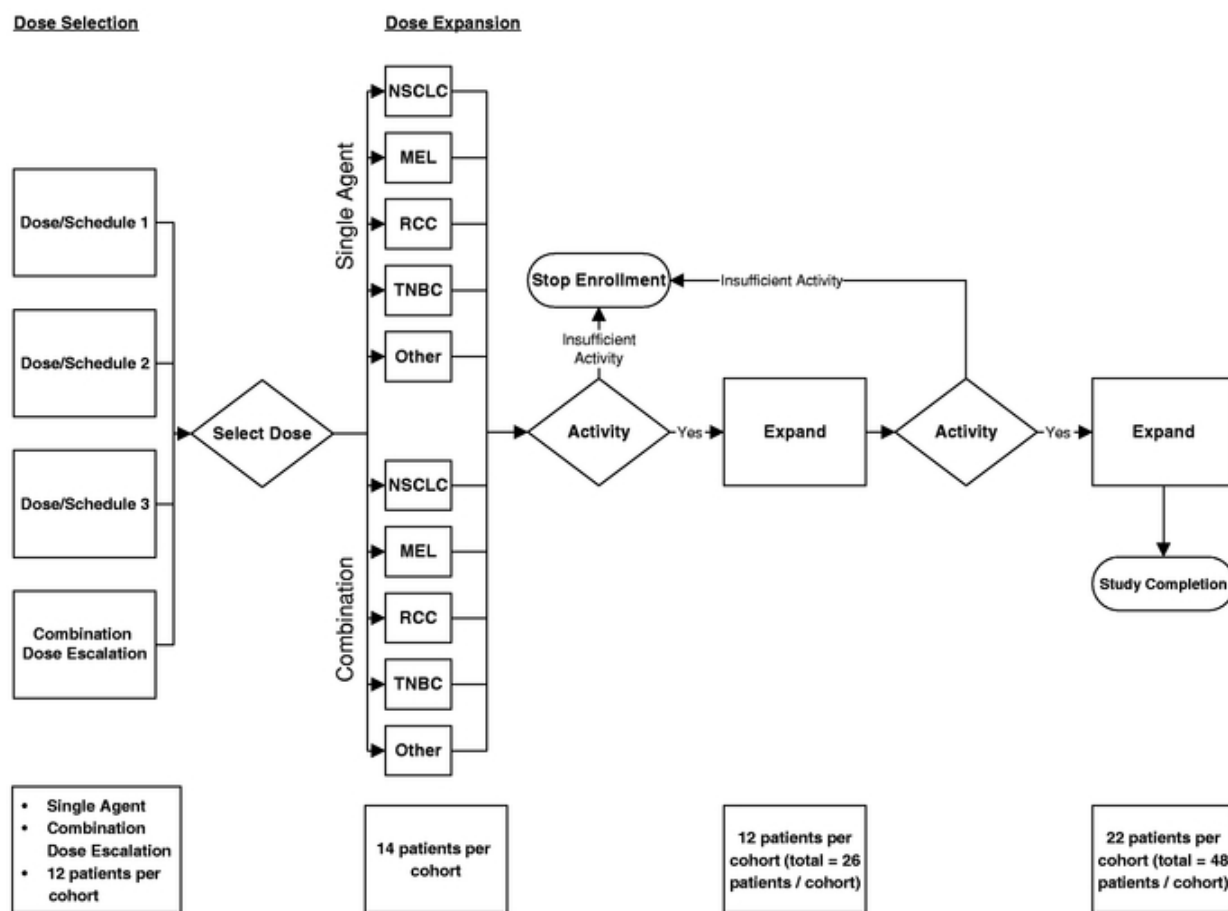 Dose Selection
Dose Expansion
Dose/Schedule 1
Dose/Schedule 2
Dose/Schedule 3
Combination
Dose Escalation
Select Dose
Single Agent
NSCLC
MEL
RCC
TNBC
Other
Combination
NSCLC
MEL
RCC
TNBC
Other
Stop Enrollment
Insufficient
Activity
Insufficient Activity
Activity
Yes
Expand
Activity
Yes
Expand
Study Completion
• Single Agent
• Combination
Dose Escalation
• 12 patients per
cohort
14 patients per
cohort
12 patients per
cohort (total = 26
patients / cohort)
22 patients per
cohort (total = 48
patients / cohort)